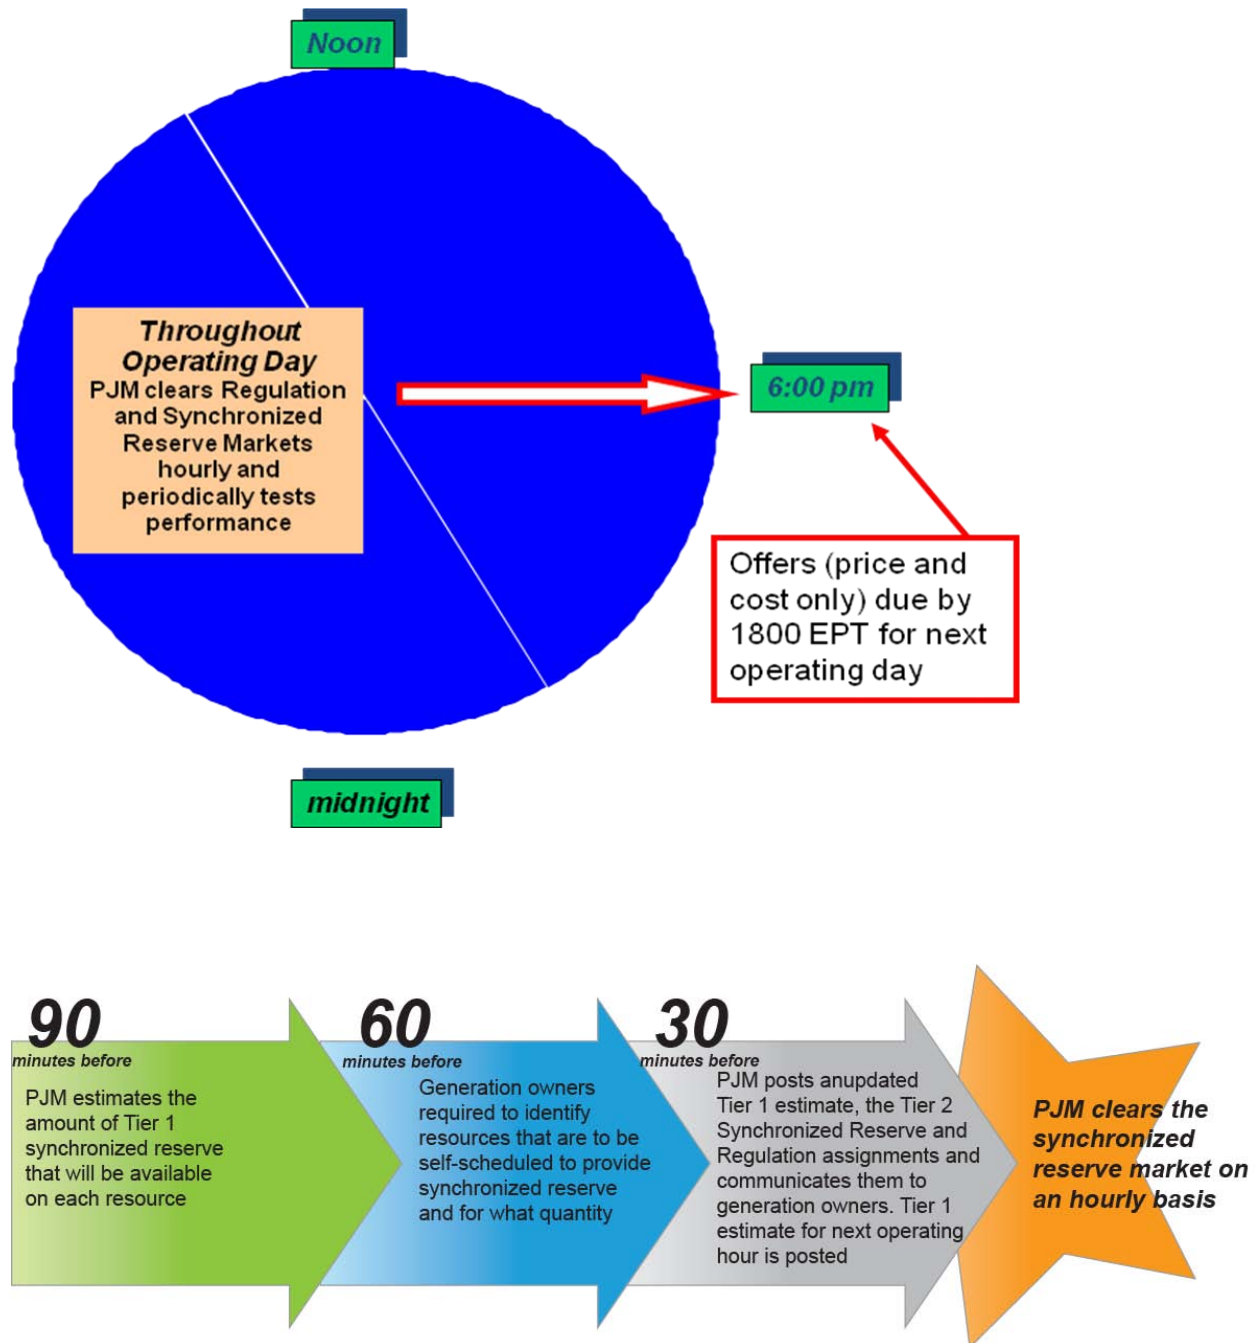 Noon
Throughout
Operating Day
PJM clears Regulation
and Synchronized
Reserve Markets
hourly and
periodically tests
performance
6:00 pm
Offers (price and
cost only) due by
1800 EPT for next
operating day
midnight
90
minutes before
PJM estimates the
amount of Tier 1
synchronized reserve
that will be available
on each resource
60
minutes before
Generation owners
required to identify
resources that are to be
self-scheduled to provide
synchronized reserve
and for what quantity
30
minutes before
PJM posts anupdated
Tier 1 estimate, the Tier 2
Synchronized Reserve and
Regulation assignments and
communicates them to
generation owners. Tier 1
estimate for next operating
hour is posted
PJM clears the
synchronized
reserve market on
an hourly basis